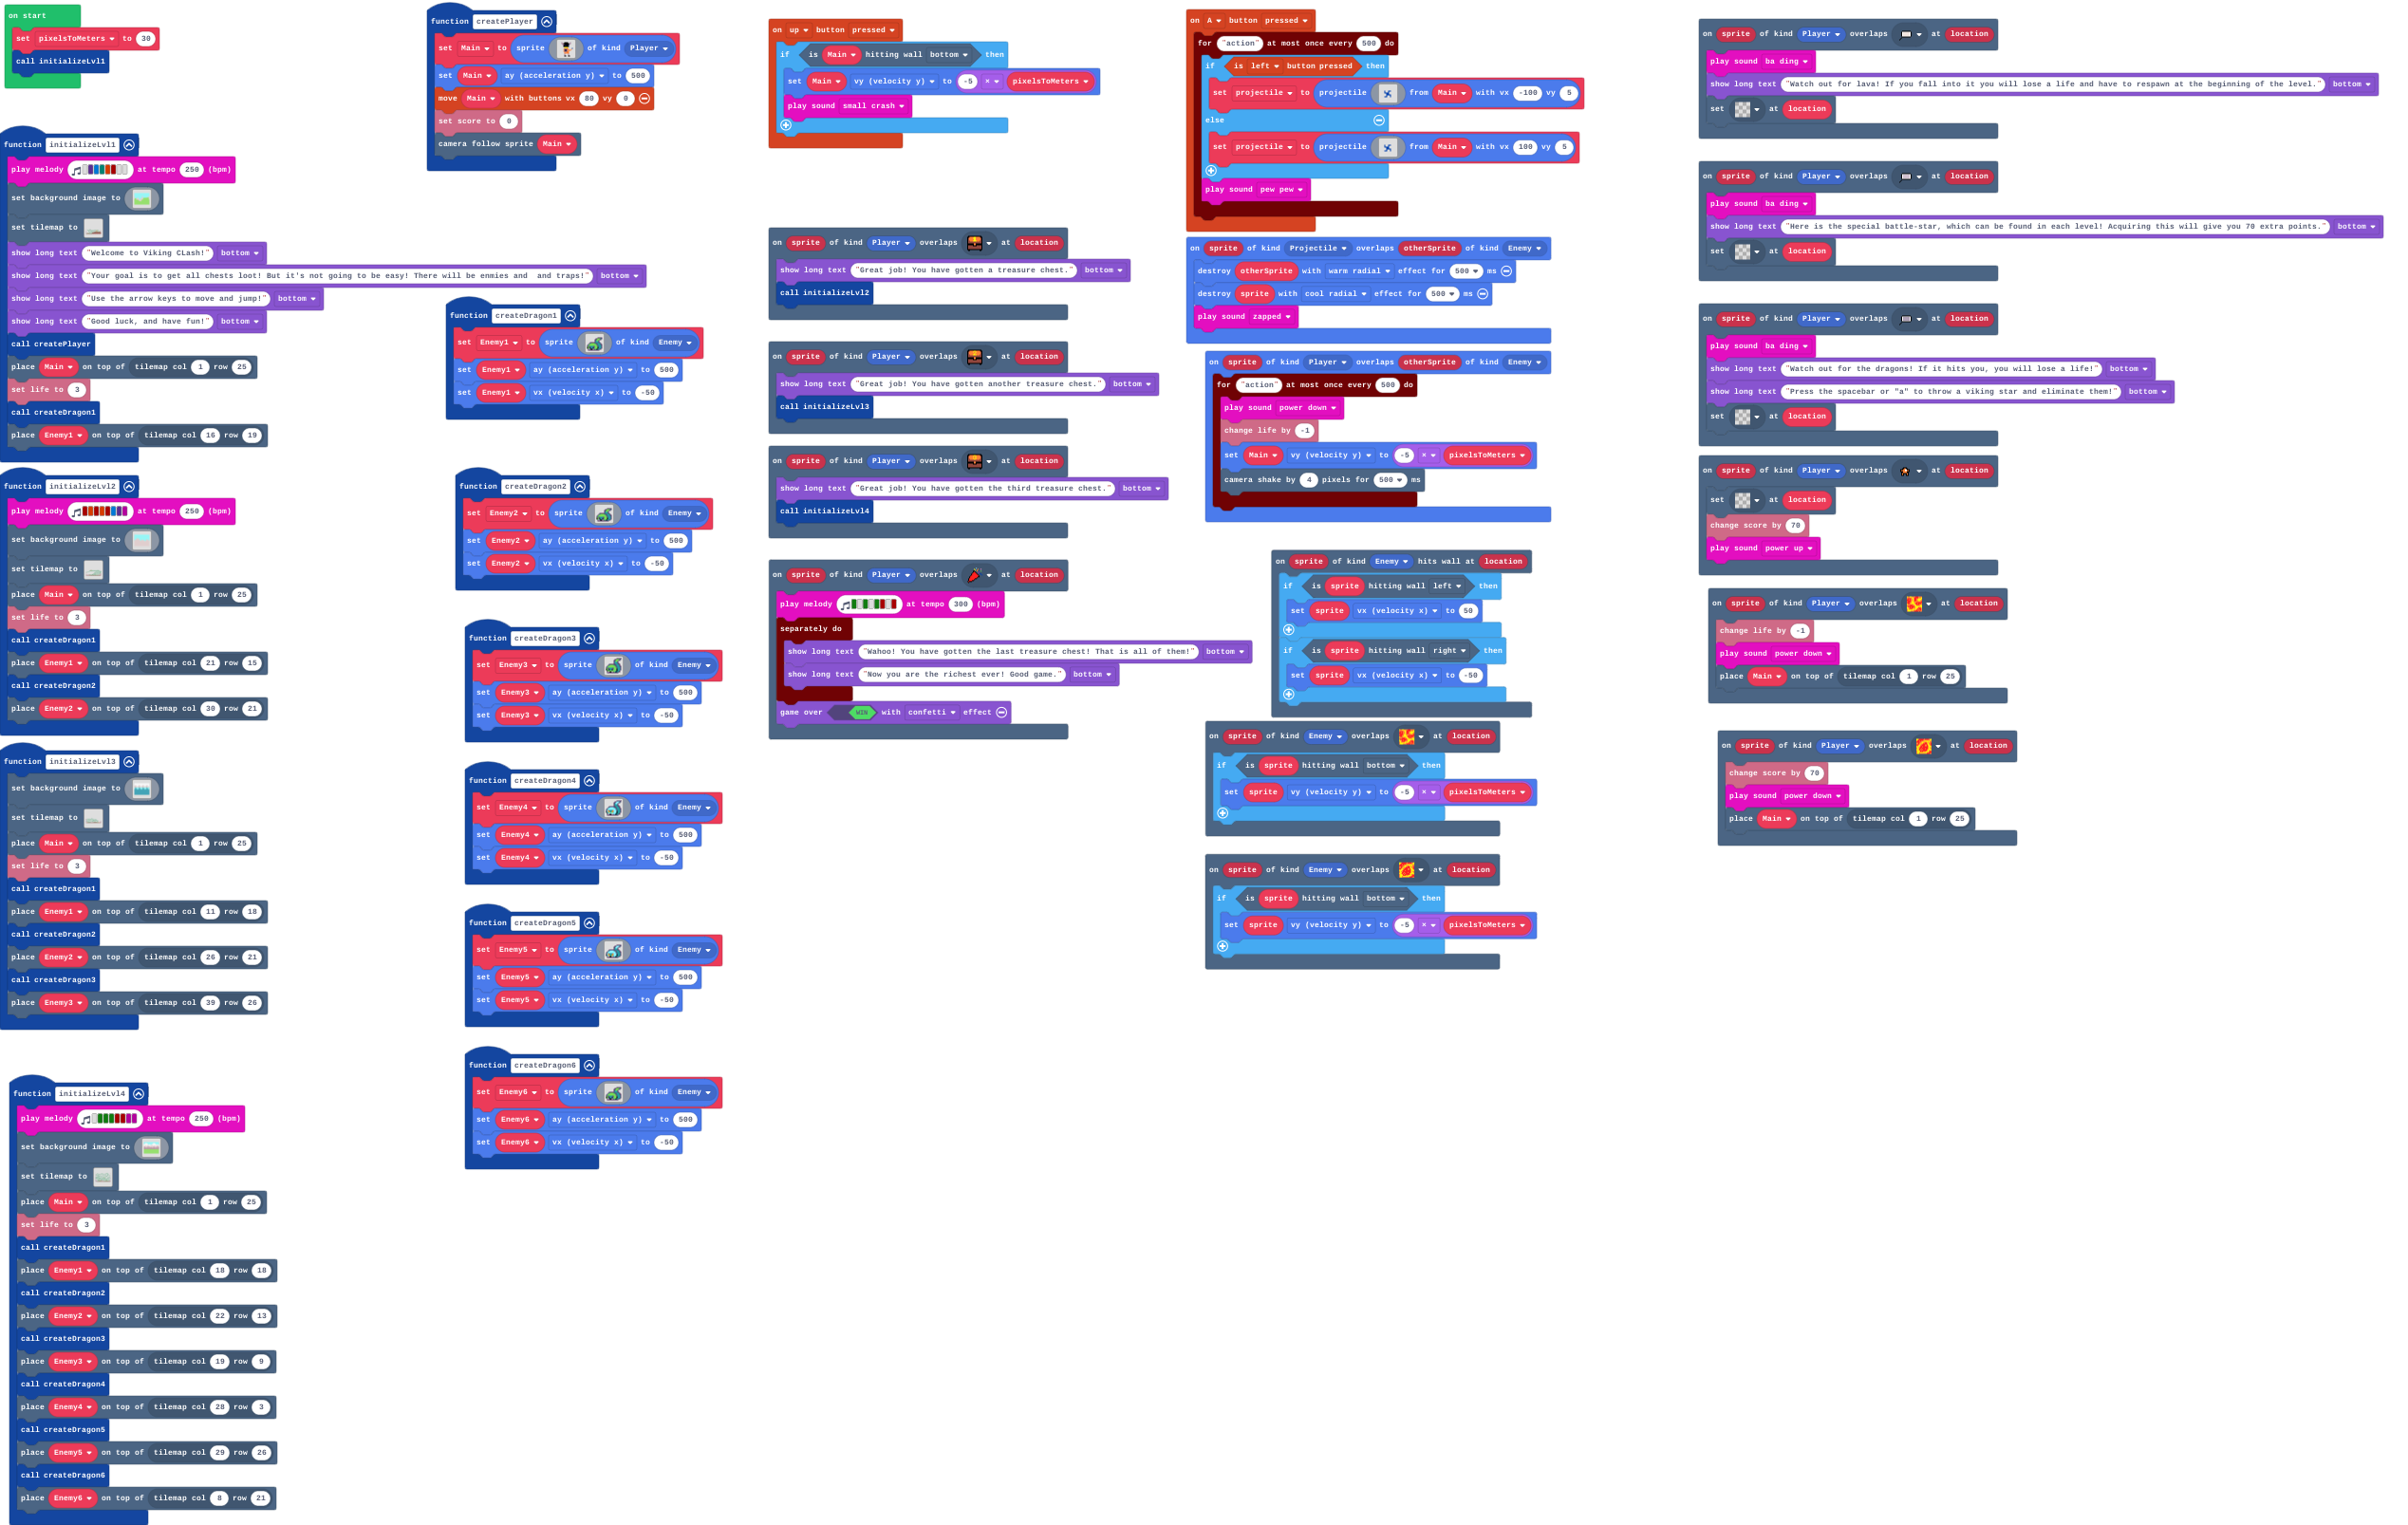 on start
set pixelsToMeters to 30
call initializeLvl1
function initializeLvl1
play melody at tempo 250 (bpm)
set background image to
set tilemap to
show long text "Welcome to Viking CLash!" bottom
show long text "Your goal is to get all chests loot! But it's not going to be easy! There will be enmies and  and traps!" bottom
show long text "Use the arrow keys to move and jump!" bottom
show long text "Good luck, and have fun!" bottom
call createPlayer
place Main on top of tilemap col 1 row 25
set life to 3
call createDragon1
place Enemy1 on top of tilemap col 16 row 19
function initializeLvl2
play melody at tempo 250 (bpm)
set background image to
set tilemap to
place Main on top of tilemap col 1 row 25
set life to 3
call createDragon1
place Enemy1 on top of tilemap col 21 row 15
call createDragon2
place Enemy2 on top of tilemap col 30 row 21
function initializeLvl3
set background image to
set tilemap to
place Main on top of tilemap col 1 row 25
set life to 3
call createDragon1
place Enemy1 on top of tilemap col 11 row 18
call createDragon2
place Enemy2 on top of tilemap col 26 row 21
call createDragon3
place Enemy3 on top of tilemap col 39 row 26
function initializeLvl4
play melody at tempo 250 (bpm)
set background image to
set tilemap to
place Main on top of tilemap col 1 row 25
set life to 3
call createDragon1
place Enemy1 on top of tilemap col 18 row 18
call createDragon2
place Enemy2 on top of tilemap col 22 row 13
call createDragon3
place Enemy3 on top of tilemap col 19 row 9
call createDragon4
place Enemy4 on top of tilemap col 28 row 3
call createDragon5
place Enemy5 on top of tilemap col 29 row 26
call createDragon6
place Enemy6 on top of tilemap col 8 row 21
function createPlayer
set Main to sprite of kind Player
set Main ay (acceleration y) to 500
move Main with buttons vx 80 vy 0
set score to 0
camera follow sprite Main
function createDragon1
set Enemy1 to sprite of kind Enemy
set Enemy1 ay (acceleration y) to 500
set Enemy1 vx (velocity x) to -50
function createDragon2
set Enemy2 to sprite of kind Enemy
set Enemy2 ay (acceleration y) to 500
set Enemy2 vx (velocity x) to -50
function createDragon3
set Enemy3 to sprite of kind Enemy
set Enemy3 ay (acceleration y) to 500
set Enemy3 vx (velocity x) to -50
function createDragon4
set Enemy4 to sprite of kind Enemy
set Enemy4 ay (acceleration y) to 500
set Enemy4 vx (velocity x) to -50
function createDragon5
set Enemy5 to sprite of kind Enemy
set Enemy5 ay (acceleration y) to 500
set Enemy5 vx (velocity x) to -50
function createDragon6
set Enemy6 to sprite of kind Enemy
set Enemy6 ay (acceleration y) to 500
set Enemy6 vx (velocity x) to -50
on up button pressed
if is Main hitting wall bottom then
set Main vy (velocity y) to -5 × pixelsToMeters
play sound small crash
on sprite of kind Player overlaps at location
show long text "Great job! You have gotten a treasure chest." bottom
call initializeLvl2
on sprite of kind Player overlaps at location
show long text "Great job! You have gotten another treasure chest." bottom
call initializeLvl3
on sprite of kind Player overlaps at location
show long text "Great job! You have gotten the third treasure chest." bottom
call initializeLvl4
on sprite of kind Player overlaps at location
play melody at tempo 300 (bpm)
separately do
show long text "Wahoo! You have gotten the last treasure chest! That is all of them!" bottom
show long text "Now you are the richest ever! Good game." bottom
game over WIN with confetti effect
on A button pressed
for "action" at most once every 500 do
if is left button pressed then
set projectile to projectile from Main with vx -100 vy 5
else
set projectile to projectile from Main with vx 100 vy 5
play sound pew pew
on sprite of kind Projectile overlaps otherSprite of kind Enemy
destroy otherSprite with warm radial effect for 500 ms
destroy sprite with cool radial effect for 500 ms
play sound zapped
on sprite of kind Player overlaps otherSprite of kind Enemy
for "action" at most once every 500 do
play sound power down
change life by -1
set Main vy (velocity y) to -5 × pixelsToMeters
camera shake by 4 pixels for 500 ms
on sprite of kind Enemy hits wall at location
if is sprite hitting wall left then
set sprite vx (velocity x) to 50
if is sprite hitting wall right then
set sprite vx (velocity x) to -50
on sprite of kind Enemy overlaps at location
if is sprite hitting wall bottom then
set sprite vy (velocity y) to -5 × pixelsToMeters
on sprite of kind Enemy overlaps at location
if is sprite hitting wall bottom then
set sprite vy (velocity y) to -5 × pixelsToMeters
on sprite of kind Player overlaps at location
play sound ba ding
show long text "Watch out for lava! If you fall into it you will lose a life and have to respawn at the beginning of the level." bottom
set at location
on sprite of kind Player overlaps at location
play sound ba ding
show long text "Here is the special battle-star, which can be found in each level! Acquiring this will give you 70 extra points." bottom
set at location
on sprite of kind Player overlaps at location
play sound ba ding
show long text "Watch out for the dragons! If it hits you, you will lose a life!" bottom
show long text "Press the spacebar or "a" to throw a viking star and eliminate them!" bottom
set at location
on sprite of kind Player overlaps at location
set at location
change score by 70
play sound power up
on sprite of kind Player overlaps at location
change life by -1
play sound power down
place Main on top of tilemap col 1 row 25
on sprite of kind Player overlaps at location
change score by 70
play sound power down
place Main on top of tilemap col 1 row 25